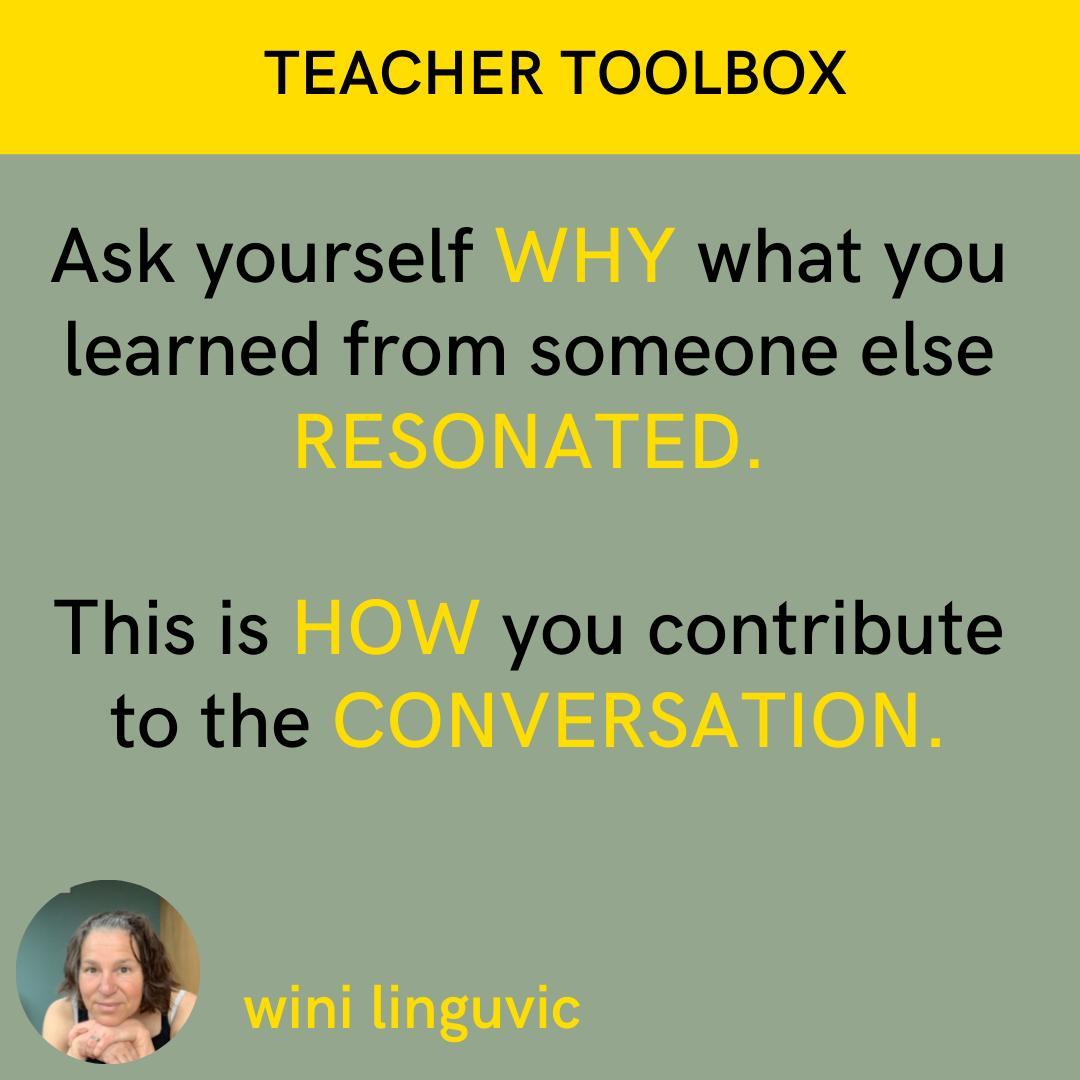 TEACHER TOOLBOX
Ask yourself WHY what you
learned from someone else
RESONATED.
This is HOW you contribute
to the CONVERSATION.
wini linguvic